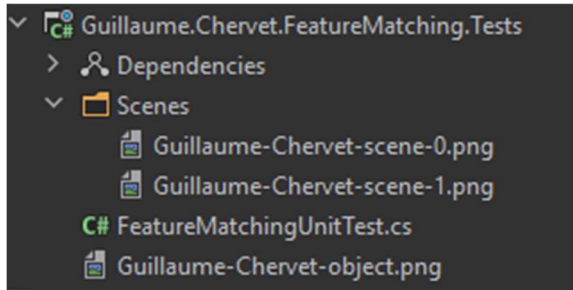 Guillaume.Chervet.FeatureMatching.Tests
Dependencies
Scenes
Guillaume-Chervet-scene-0.png
Guillaume-Chervet-scene-1.png
C# FeatureMatchingUnitTest.cs
Guillaume-Chervet-object.png